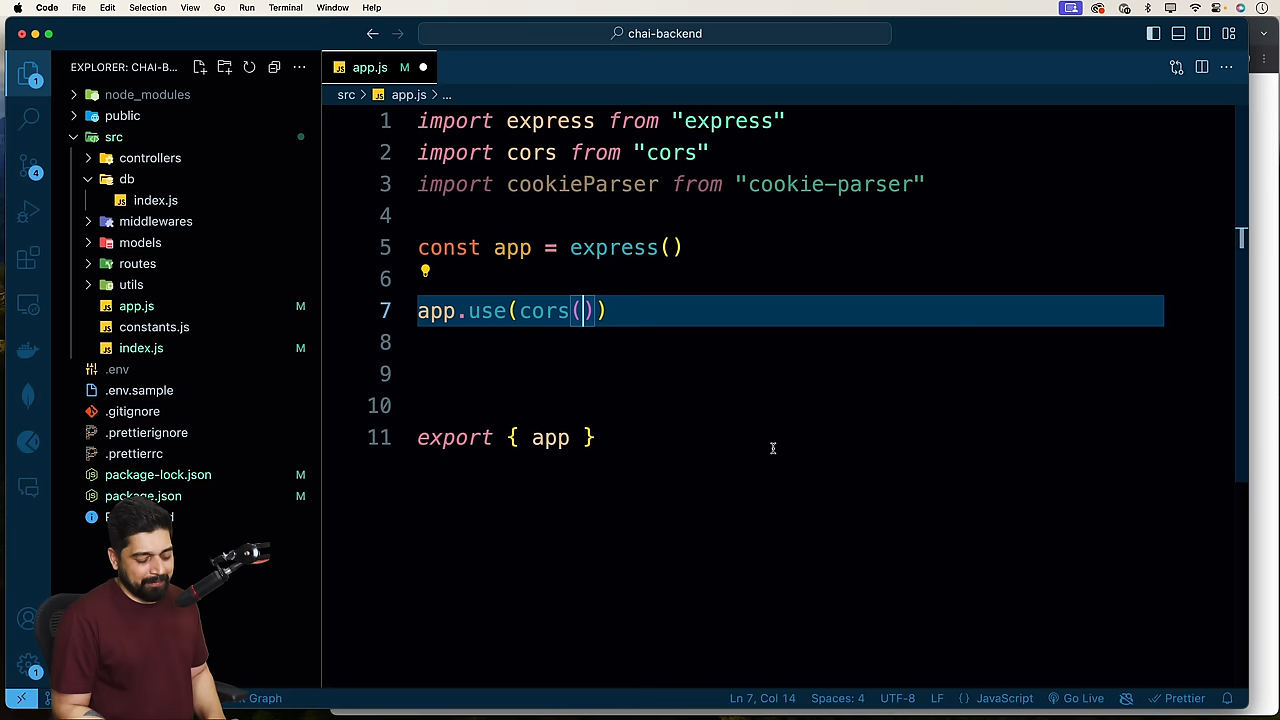 Code File Edit Selection View Go Run Terminal Window Help
chai-backend
EXPLORER: CHAI-B...
app.js M
src > app.js > ...
node_modules
public
src
controllers
db
index.js
middlewares
models
routes
utils
app.js M
constants.js
index.js M
.env
.env.sample
.gitignore
.prettierignore
.prettierrc
package-lock.json M
package.json M
1
4
1
1 import express from "express"
2 import cors from "cors"
3 import cookieParser from "cookie-parser"
4
5 const app = express()
6
7 app.use(cors())
8
9
10
11 export { app }
Graph
Ln 7, Col 14 Spaces: 4 UTF-8 LF {} JavaScript Go Live Prettier